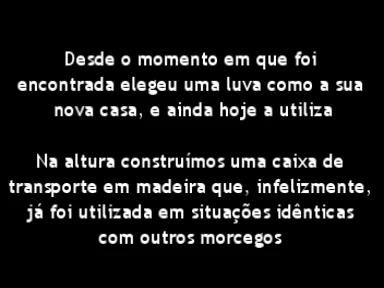 Desde o momento em que foi
encontrada elegeu uma luva como a sua
nova casa, e ainda hoje a utiliza
Na altura construímos uma caixa de
transporte em madeira que, infelizmente,
já foi utilizada em situações idênticas
com outros morcegos